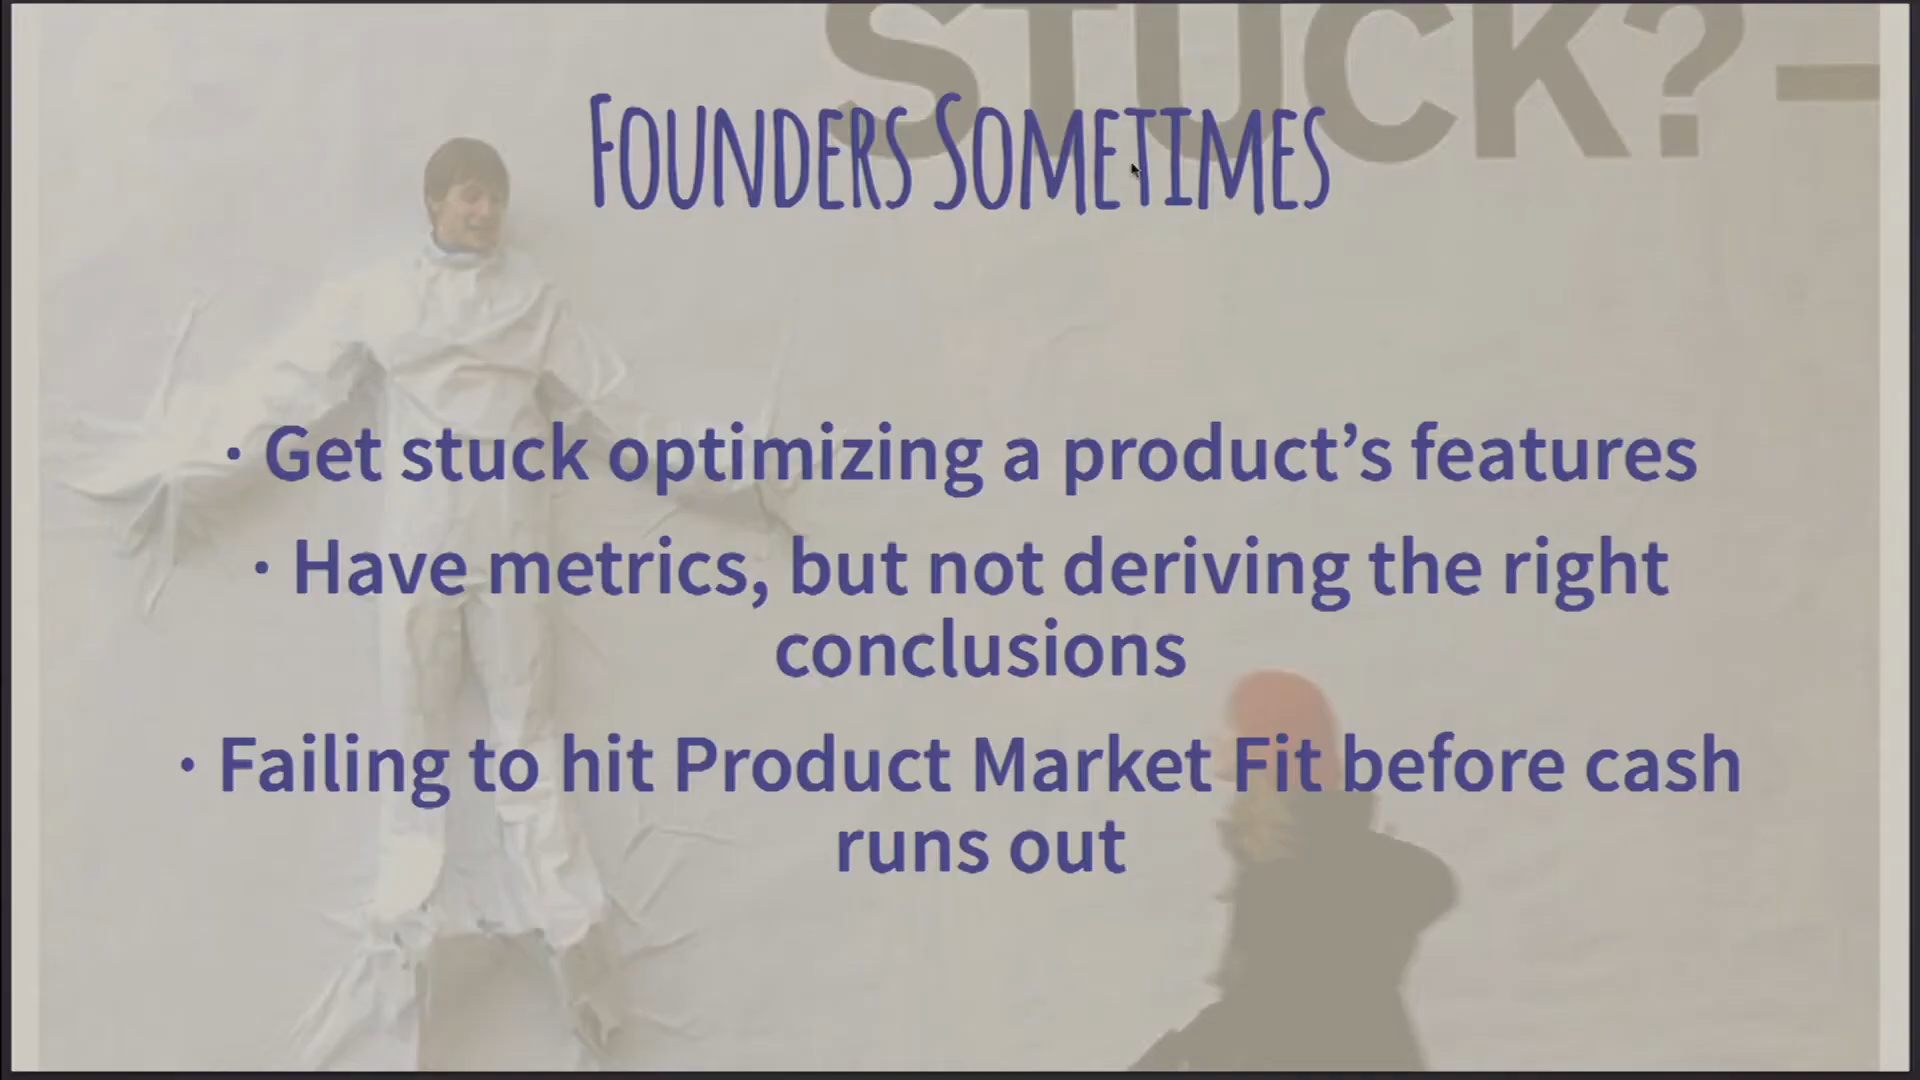 STUCK?
Founders Sometimes
· Get stuck optimizing a product’s features
· Have metrics, but not deriving the right
conclusions
· Failing to hit Product Market Fit before cash
runs out